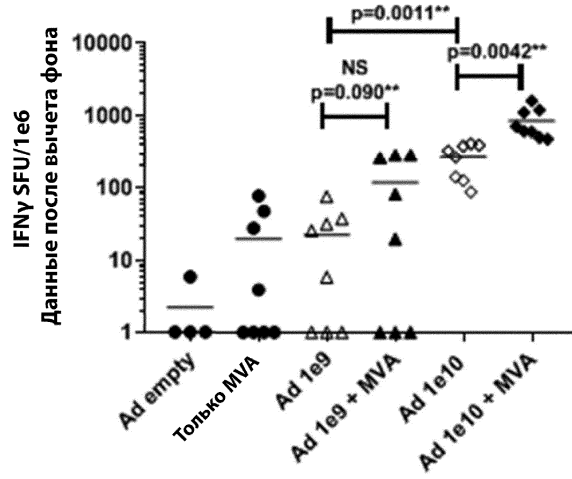 p=0.0011**
p=0.0042**
NS
p=0.090**
IFNγ SFU/1e6
Данные после вычета фона
10000
1000
100
10
1
Ad empty
Только MVA
Ad 1e9
Ad 1e9 + MVA
Ad 1e10
Ad 1e10 + MVA